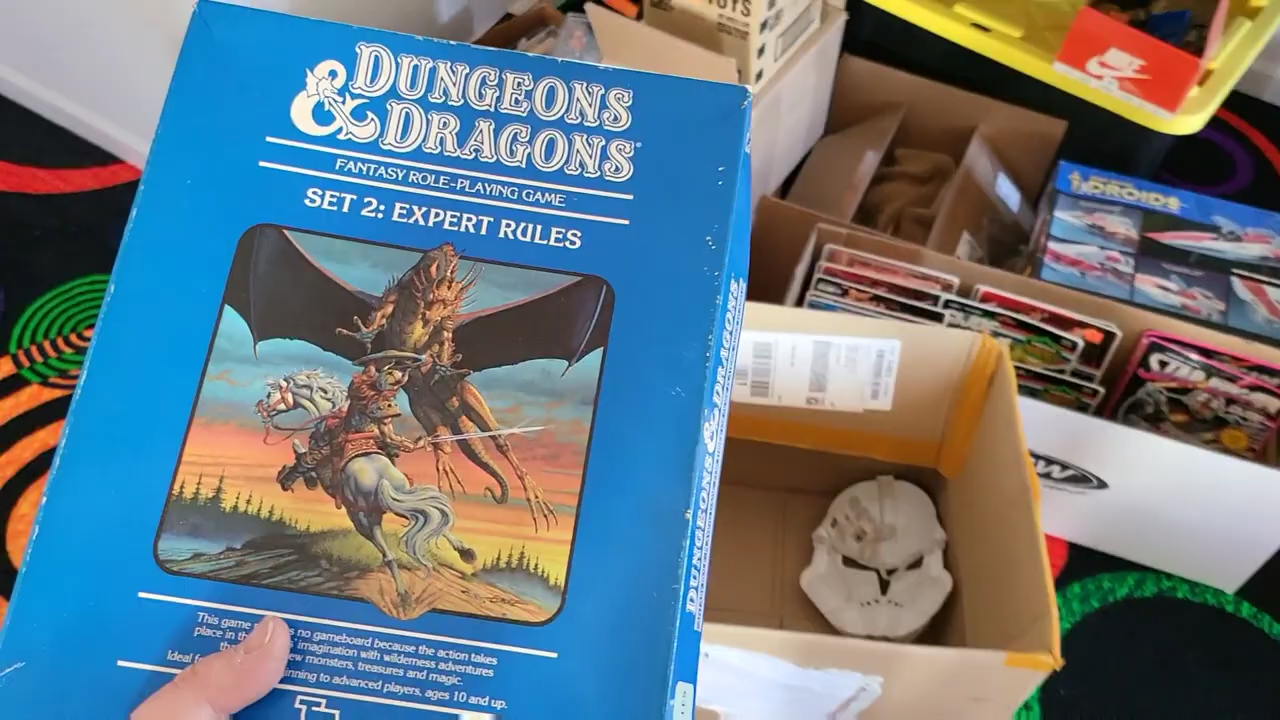 DUNGEONS
& DRAGONS®
FANTASY ROLE-PLAYING GAME
SET 2: EXPERT RULES
This game no gameboard because the action takes
place in imagination with wilderness adventures
new monsters, treasures and magic.
Ideal to advanced players, ages 10 and up.
DUNGEONS & DRAGONS
TOYS
DROIDS